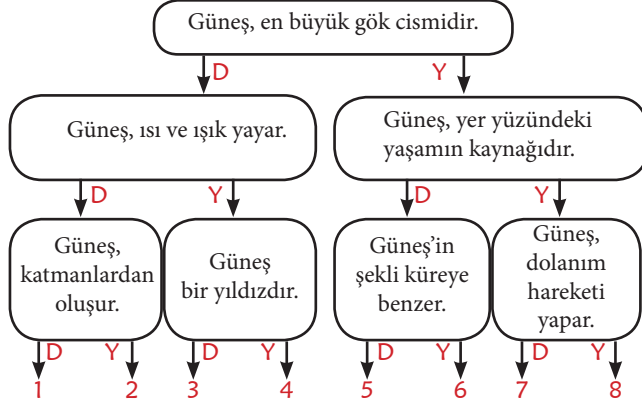 Güneş, en büyük gök cismidir.
D Y
Güneş, ısı ve ışık yayar.
Güneş, yer yüzündeki
yaşamın kaynağıdır.
D Y D Y
Güneş,
katmanlardan
oluşur.
Güneş
bir yıldızdır.
Güneş’in
şekli küreye
benzer.
Güneş,
dolanım
hareketi
yapar.
D Y D Y D Y D Y
1 2 3 4 5 6 7 8